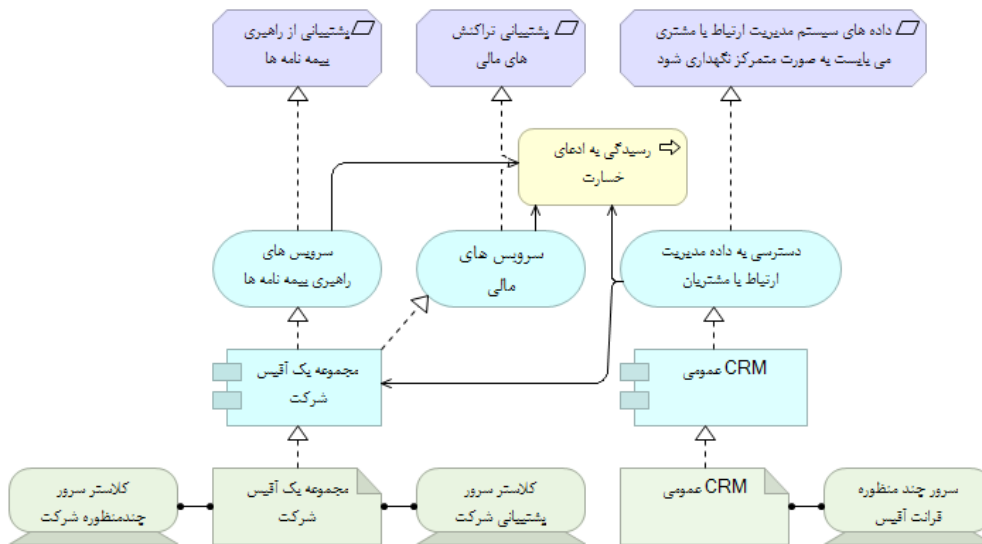 داده های سیستم مدیریت ارتباط با مشتری
می بایست به صورت متمرکز نگهداری شود
پشتیبانی تراکنش
های مالی
پشتیبانی از راهبری
بیمه نامه ها
رسیدگی به ادعای
خسارت
دسترسی به داده مدیریت
ارتباط با مشتریان
سرویس های
مالی
سرویس های
راهبری بیمه نامه ها
CRM عمومی
مجموعه یک آفیس
شرکت
سرور چند منظوره
فرانت آفیس
CRM عمومی
کلاستر سرور
پشتیبانی شرکت
مجموعه یک آفیس
شرکت
کلاستر سرور
چندمنظوره شرکت